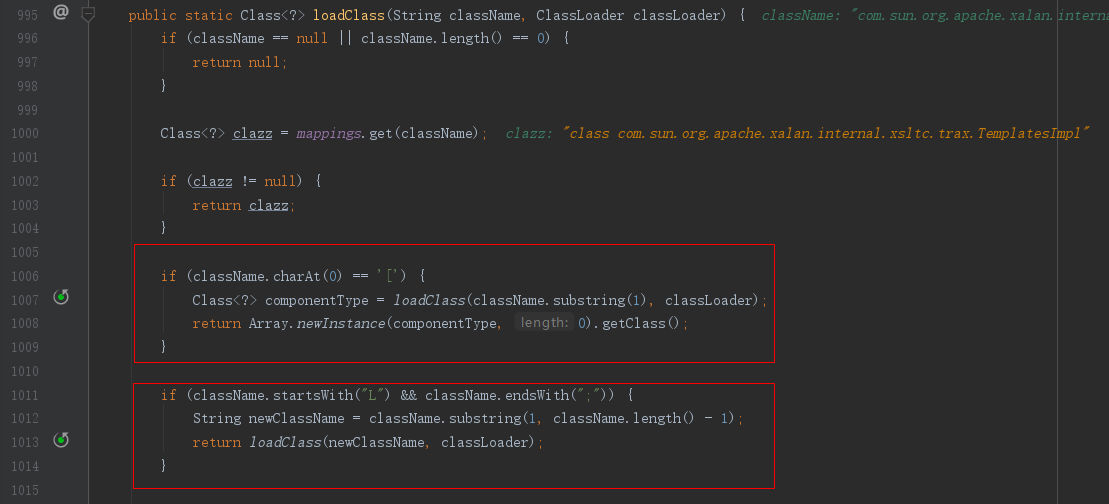 995 @ public static Class<?> loadClass(String className, ClassLoader classLoader) { className: "com.sun.org.apache.xalan.interna
996 if (className == null || className.length() == 0) {
997 return null;
998 }
999
1000 Class<?> clazz = mappings.get(className); clazz: "class com.sun.org.apache.xalan.internal.xsltc.trax.TemplatesImpl"
1001
1002 if (clazz != null) {
1003 return clazz;
1004 }
1005
1006 if (className.charAt(0) == '[') {
1007 Class<?> componentType = loadClass(className.substring(1), classLoader);
1008 return Array.newInstance(componentType, length: 0).getClass();
1009 }
1010
1011 if (className.startsWith("L") && className.endsWith(";")) {
1012 String newClassName = className.substring(1, className.length() - 1);
1013 return loadClass(newClassName, classLoader);
1014 }
1015